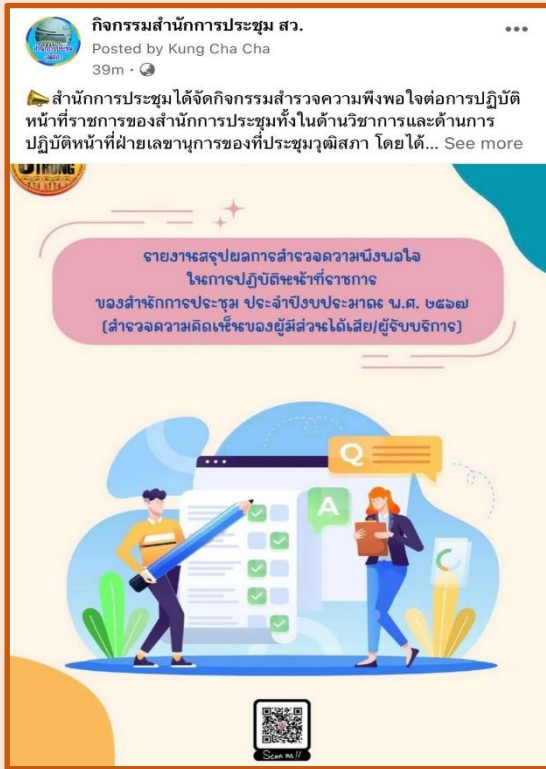 กิจกรรมสำนักการประชุม สว.
Posted by Kung Cha Cha
39m ·
สำนักการประชุมได้จัดกิจกรรมสำรวจความพึงพอใจต่อการปฏิบัติ
หน้าที่ราชการของสำนักการประชุมทั้งในด้านวิชาการและด้านการ
ปฏิบัติหน้าที่ฝ่ายเลขานุการของที่ประชุมวุฒิสภา โดยได้... See more
STRONG
รายงานสรุปผลการสำรวจความพึงพอใจ
ในการปฏิบัติหน้าที่ราชการ
ของสำนักการประชุม ประจำปีงบประมาณ พ.ศ. ๒๕๖๗
(สำรวจความคิดเห็นของผู้มีส่วนได้เสีย/ผู้รับบริการ)
Q
A
Scan me!!